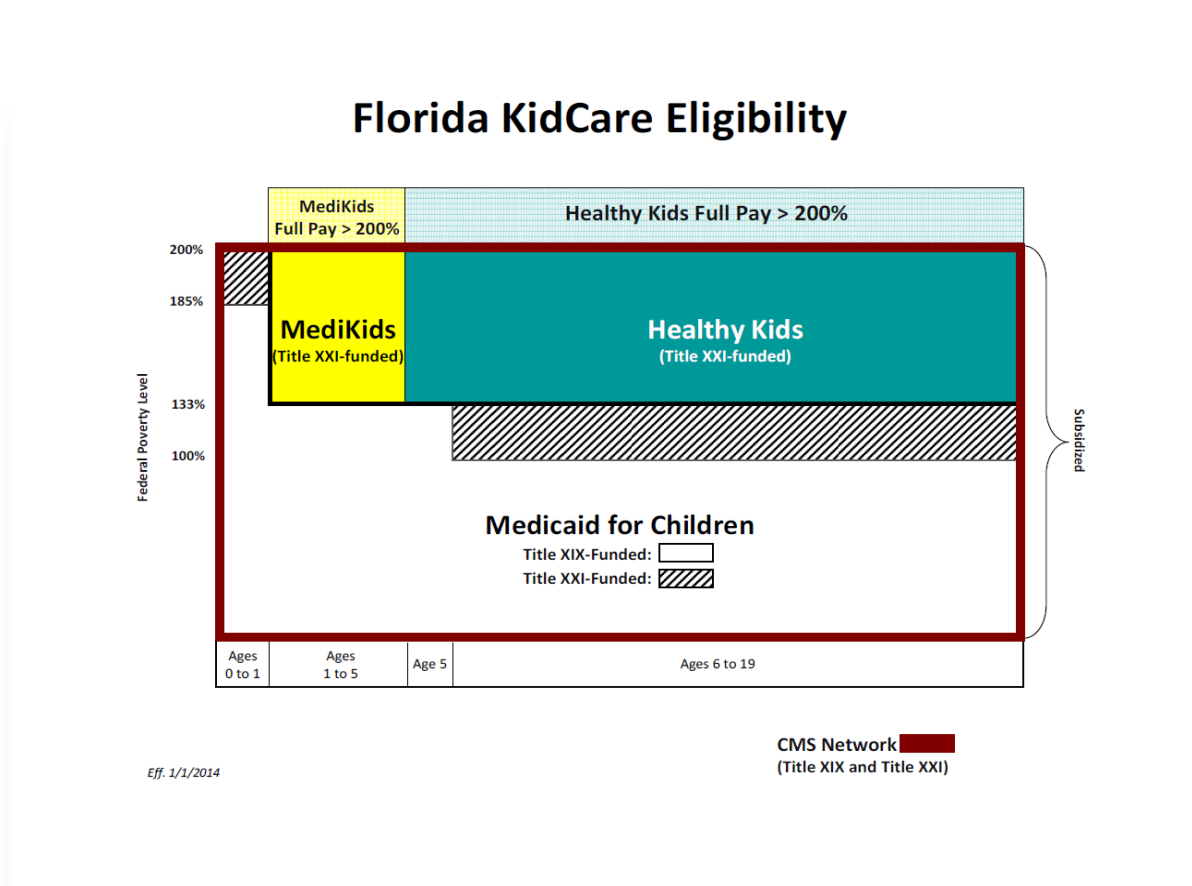 Florida KidCare Eligibility
MediKids
Full Pay > 200%
Healthy Kids Full Pay > 200%
200%
185%
133%
100%
Federal Poverty Level
MediKids
(Title XXI-funded)
Healthy Kids
(Title XXI-funded)
Subsidized
Medicaid for Children
Title XIX-Funded:
Title XXI-Funded:
Ages
0 to 1
Ages
1 to 5
Age 5
Ages 6 to 19
CMS Network
(Title XIX and Title XXI)
Eff. 1/1/2014